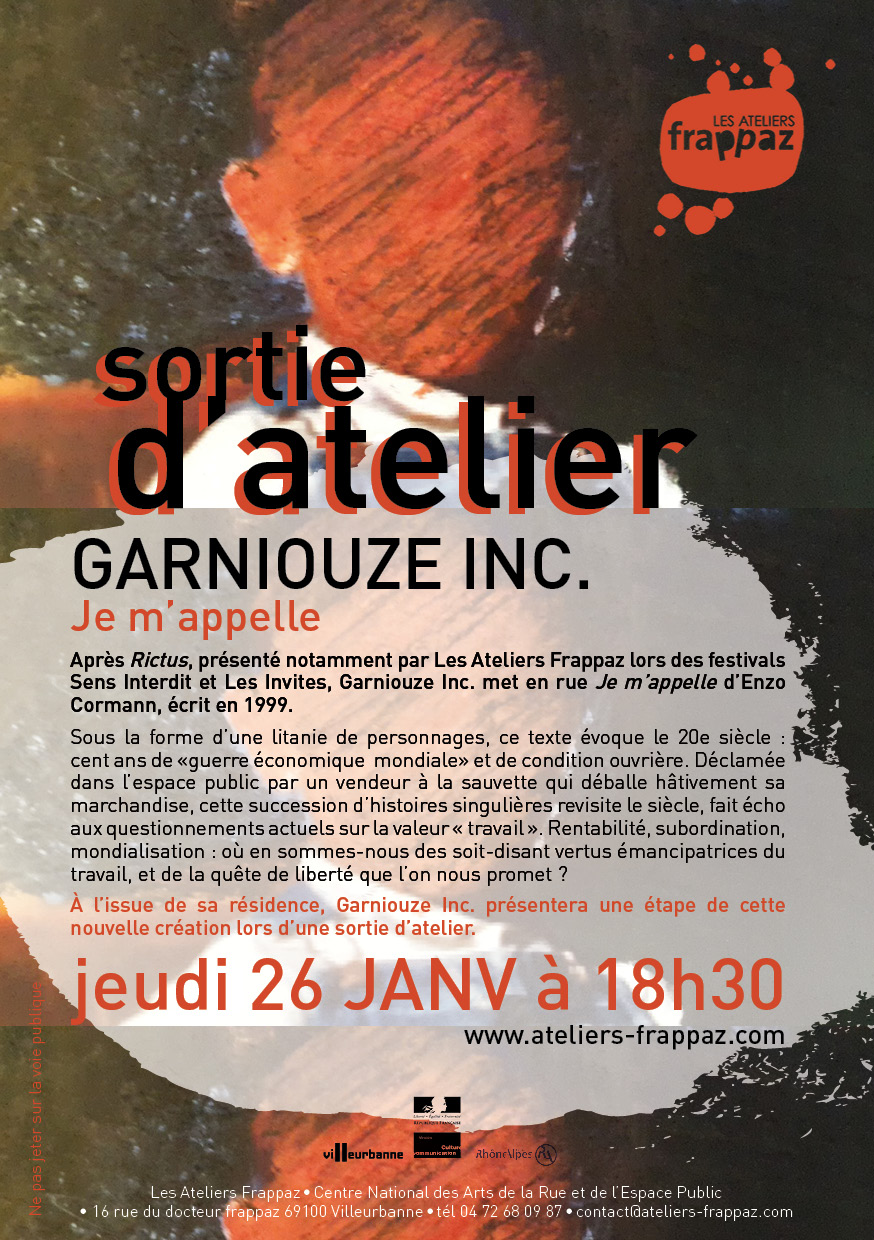 LES ATELIERS
frappaz
sortie
d'atelier
GARNIOUZE INC.
Je m'appelle
Après Rictus, présenté notamment par Les Ateliers Frappaz lors des festivals
Sens Interdit et Les Invites, Garniouze Inc. met en rue Je m'appelle d'Enzo
Cormann, écrit en 1999.
Sous la forme d'une litanie de personnages, ce texte évoque le 20e siècle :
cent ans de «guerre économique mondiale» et de condition ouvrière. Déclamée
dans l'espace public par un vendeur à la sauvette qui déballe hâtivement sa
marchandise, cette succession d'histoires singulières revisite le siècle, fait écho
aux questionnements actuels sur la valeur « travail ». Rentabilité, subordination,
mondialisation : où en sommes-nous des soit-disant vertus émancipatrices du
travail, et de la quête de liberté que l'on nous promet ?
À l'issue de sa résidence, Garniouze Inc. présentera une étape de cette
nouvelle création lors d'une sortie d'atelier.
jeudi 26 JANV à 18h30
www.ateliers-frappaz.com
Ne pas jeter sur la voie publique
Liberté • Égalité • Fraternité
RÉPUBLIQUE FRANÇAISE
villeurbanne
Culture
Communication
RhôneAlpes
Les Ateliers Frappaz • Centre National des Arts de la Rue et de l'Espace Public
• 16 rue du docteur frappaz 69100 Villeurbanne • tél 04 72 68 09 87 • contact@ateliers-frappaz.com